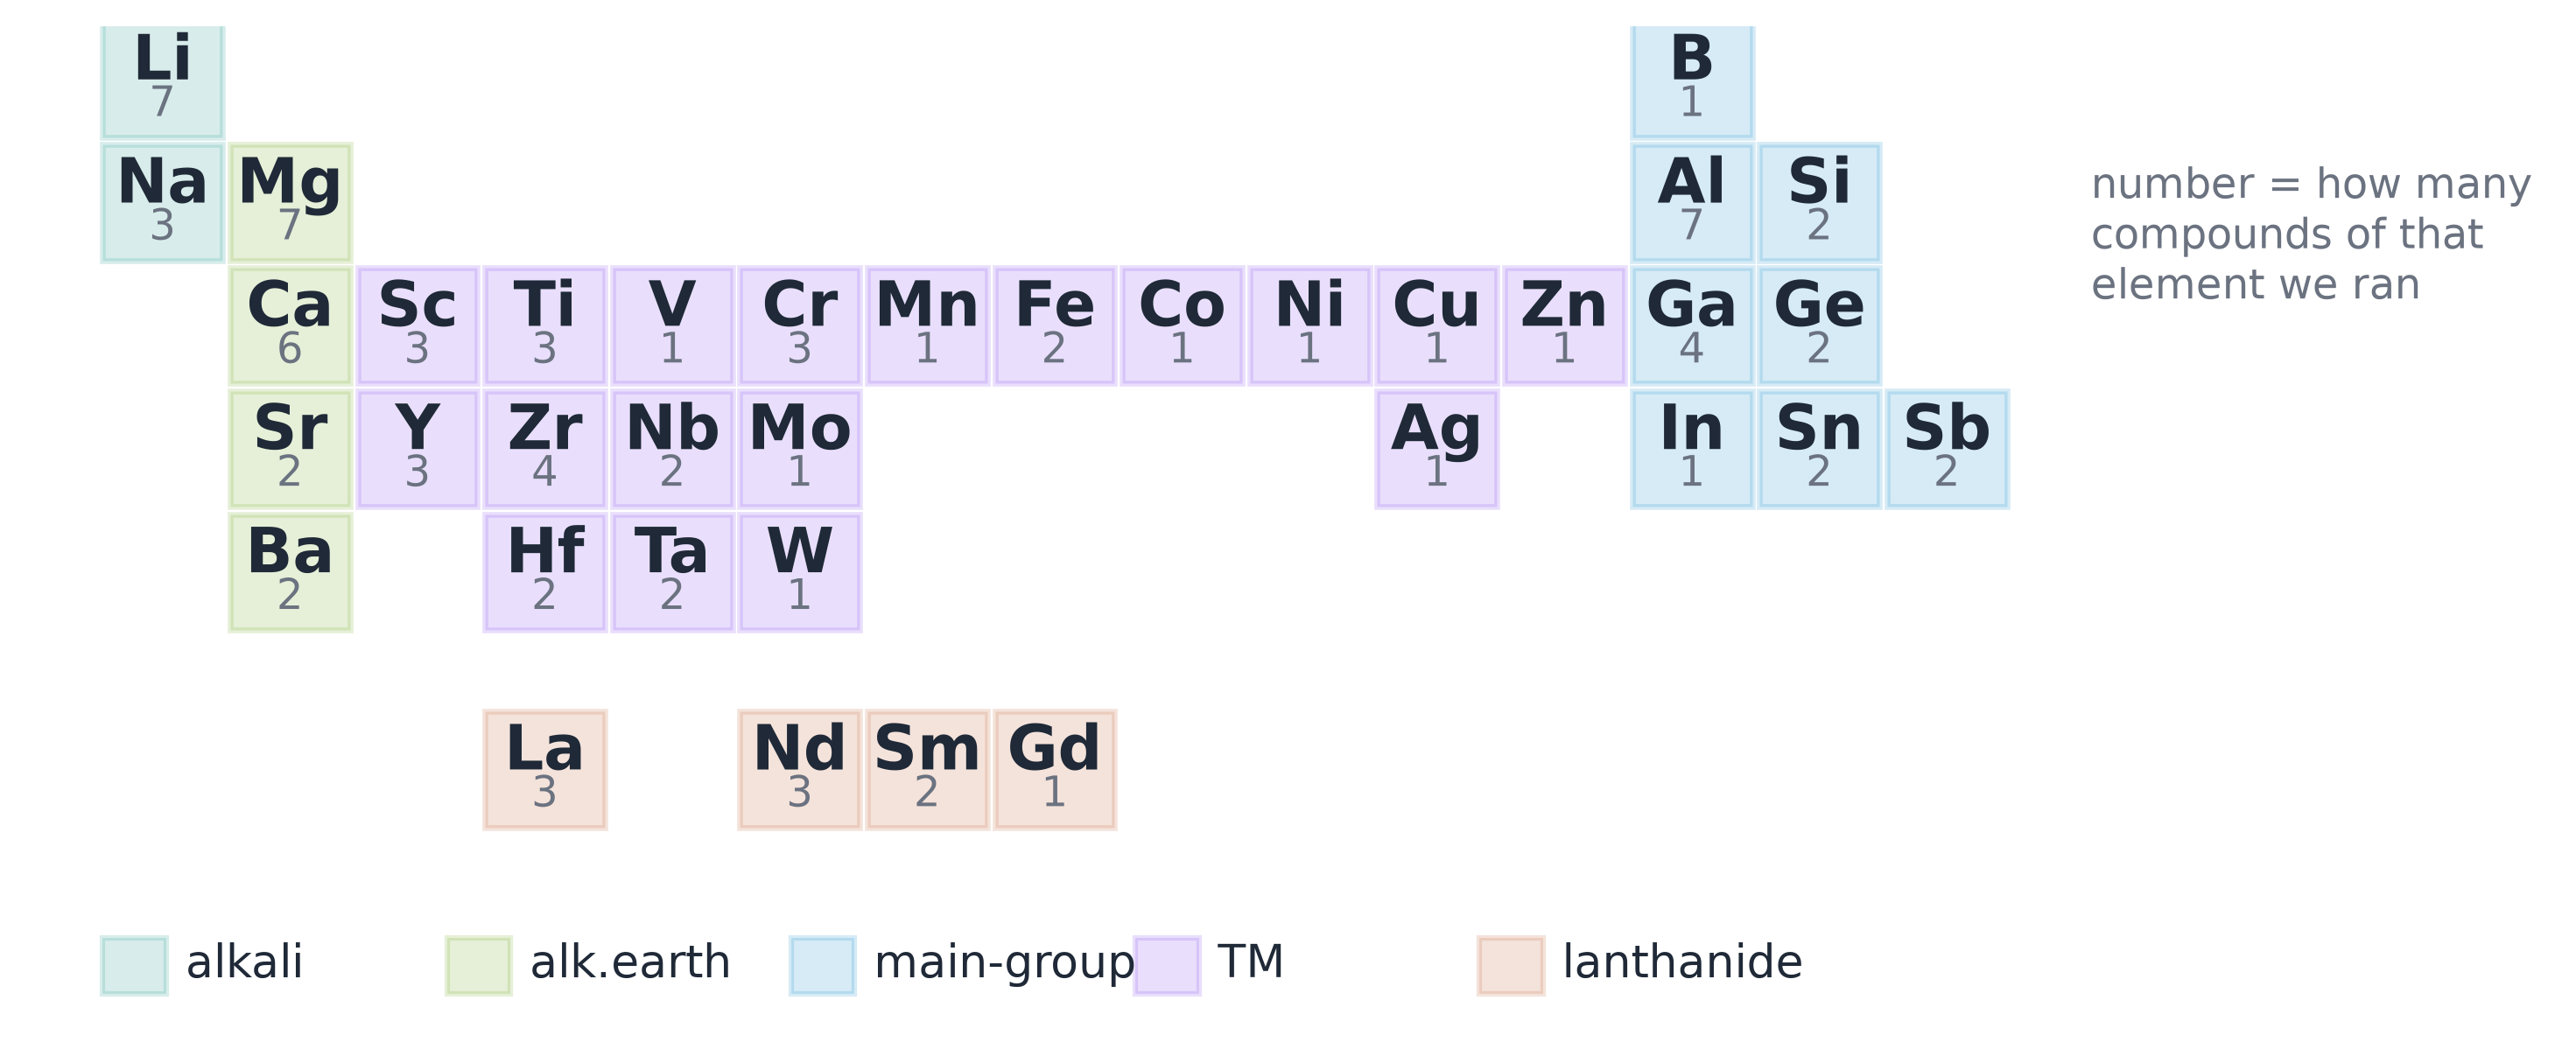 Li B
7 1
Na Mg Al Si
3 7 7 2
number = how many
compounds of that
element we ran
Ca Sc Ti V Cr Mn Fe Co Ni Cu Zn Ga Ge
6 3 3 1 3 1 2 1 1 1 1 4 2
Sr Y Zr Nb Mo Ag In Sn Sb
2 3 4 2 1 1 1 2 2
Ba Hf Ta W
2 2 2 1
La Nd Sm Gd
3 3 2 1
alkali alk.earth main-group TM lanthanide